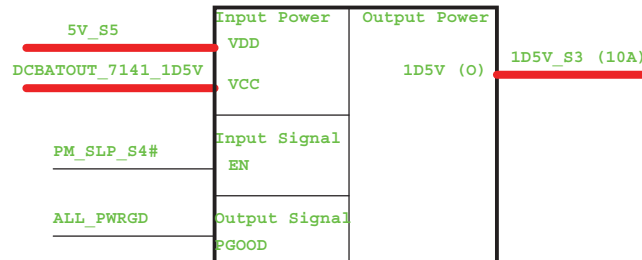 Input Power
Output Power
5V_S5
VDD
DCBATOUT_7141_1D5V
VCC
1D5V (O)
1D5V_S3 (10A)
Input Signal
PM_SLP_S4#
EN
ALL_PWRGD
Output Signal
PGOOD